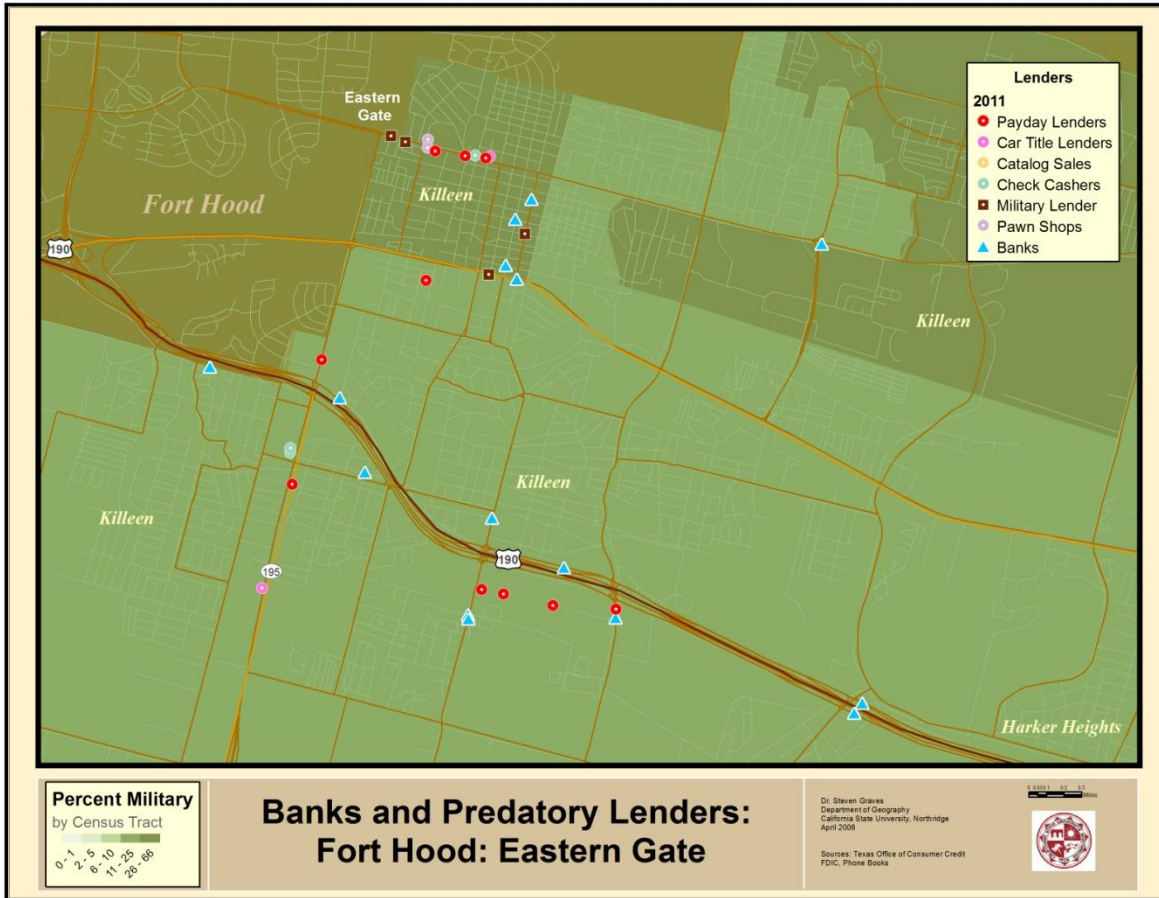 Eastern
Gate
Lenders
2011
Payday Lenders
Car Title Lenders
Catalog Sales
Check Cashers
Military Lender
Pawn Shops
Banks
Killeen
Fort Hood
190
Killeen
Killeen
Killeen
190
195
Harker Heights
Percent Military
by Census Tract
0 - 1
2 - 5
6 - 10
11 - 25
26 - 66
Banks and Predatory Lenders:
Fort Hood: Eastern Gate
Dr. Steven Graves
Department of Geography
California State University, Northridge
April 2006
Sources: Texas Office of Consumer Credit
FDIC, Phone Books
Miles